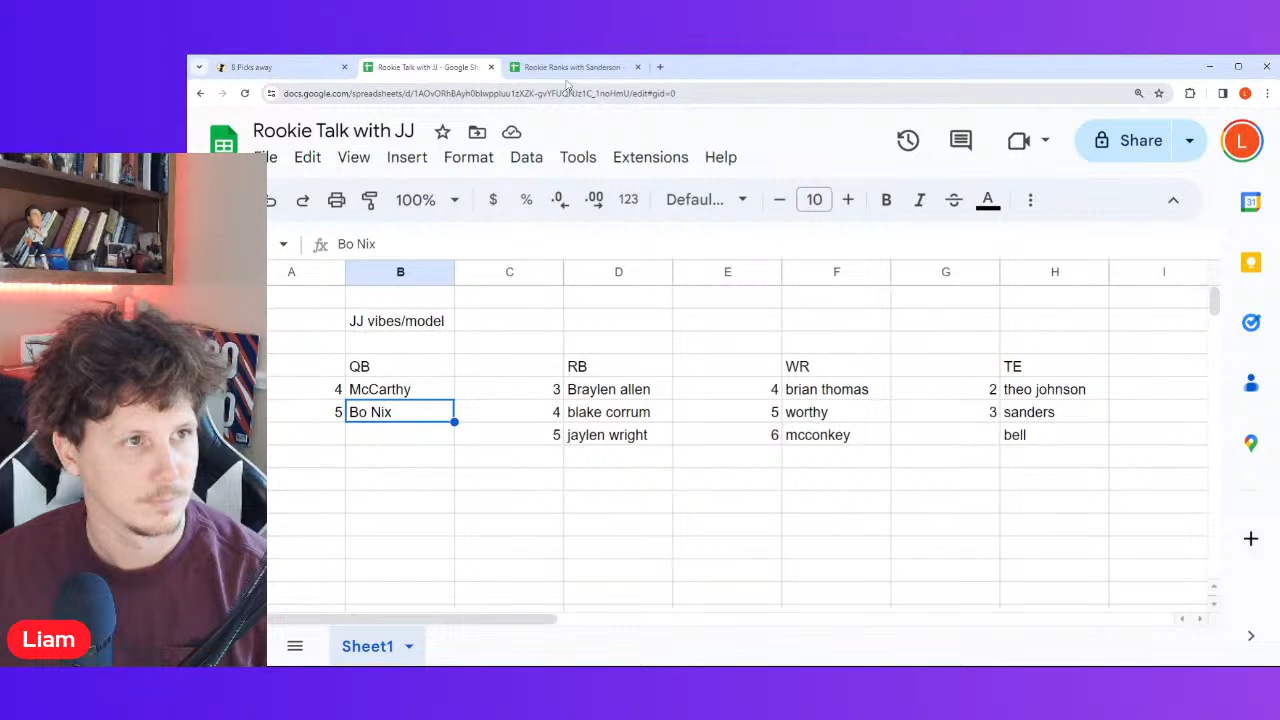 5 Picks away
Rookie Talk with JJ - Google Sh
Rookie Ranks with Sanderson -
Rookie Talk with JJ
Share
L
File Edit View Insert Format Data Tools Extensions Help
100% $ % .0 .00 123 Defaul... 10 B I A
31
fx Bo Nix
A B C D E F G H I
JJ vibes/model
QB RB WR TE
4 McCarthy 3 Braylen allen 4 brian thomas 2 theo johnson
5 Bo Nix 4 blake corrum 5 worthy 3 sanders
5 jaylen wright 6 mcconkey bell
Liam
Sheet1